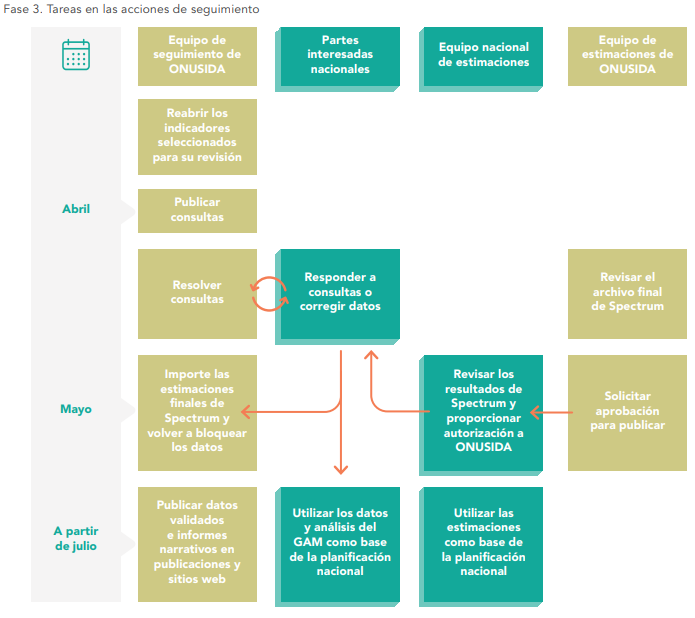 Fase 3. Tareas en las acciones de seguimiento
Equipo de
seguimiento de
ONUSIDA
Partes
interesadas
nacionales
Equipo nacional
de estimaciones
Equipo de
estimaciones de
ONUSIDA
Reabrir los
indicadores
seleccionados
para su revisión
Abril
Publicar
consultas
Resolver
consultas
Responder a
consultas o
corregir datos
Revisar el
archivo final
de Spectrum
Mayo
Importe las
estimaciones
finales de
Spectrum y
volver a bloquear
los datos
Revisar los
resultados de
Spectrum y
proporcionar
autorización a
ONUSIDA
Solicitar
aprobación
para publicar
A partir
de julio
Publicar datos
validados
e informes
narrativos en
publicaciones y
sitios web
Utilizar los datos
y análisis del
GAM como base
de la planificación
nacional
Utilizar las
estimaciones
como base de
la planificación
nacional